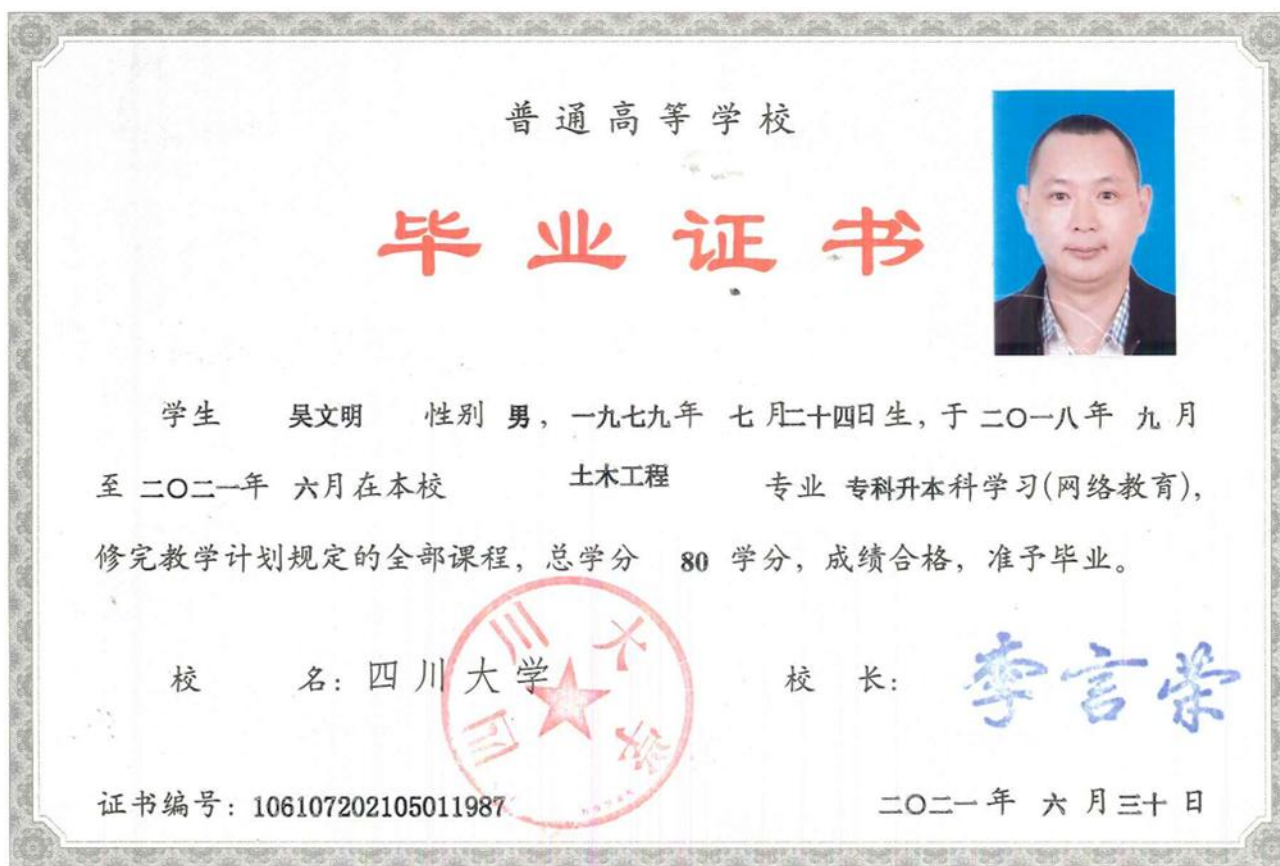 普通高等学校
毕业证书
学生 吴文明 性别 男，一九七九年 七月二十四日生，于二〇一八年 九月
至二〇二一年 六月在本校 土木工程 专业 专科升本科学习(网络教育)，
修完教学计划规定的全部课程，总学分 80 学分，成绩合格，准予毕业。
校 名：四川大学 校 长：李言荣
四川大学
证书编号：106107202105011987 二〇二一年 六月三十日